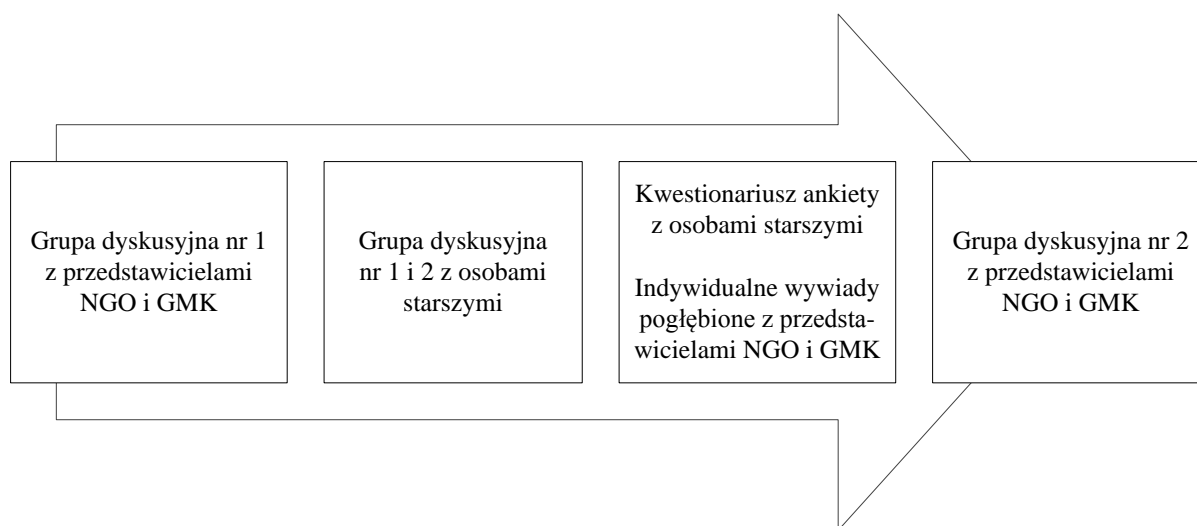 Grupa dyskusyjna nr 1
z przedstawicielami
NGO i GMK
Grupa dyskusyjna
nr 1 i 2 z osobami
starszymi
Kwestionariusz ankiety
z osobami starszymi
Indywidualne wywiady
pogłębione z przedsta-
wicielami NGO i GMK
Grupa dyskusyjna nr 2
z przedstawicielami
NGO i GMK